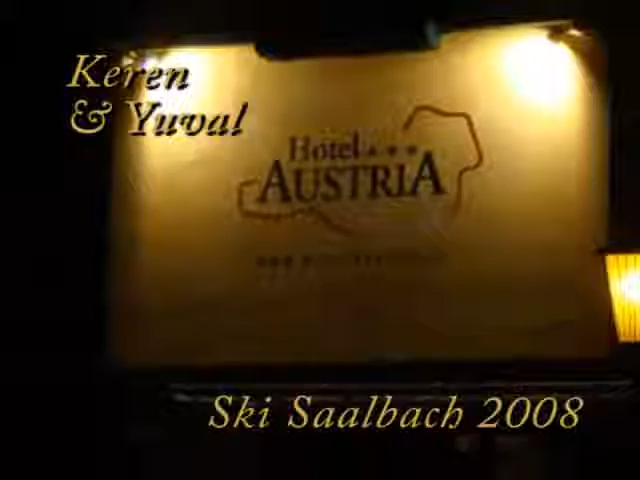 Keren
& Yuval
Hotel ***
AUSTRIA
Ski Saalbach 2008